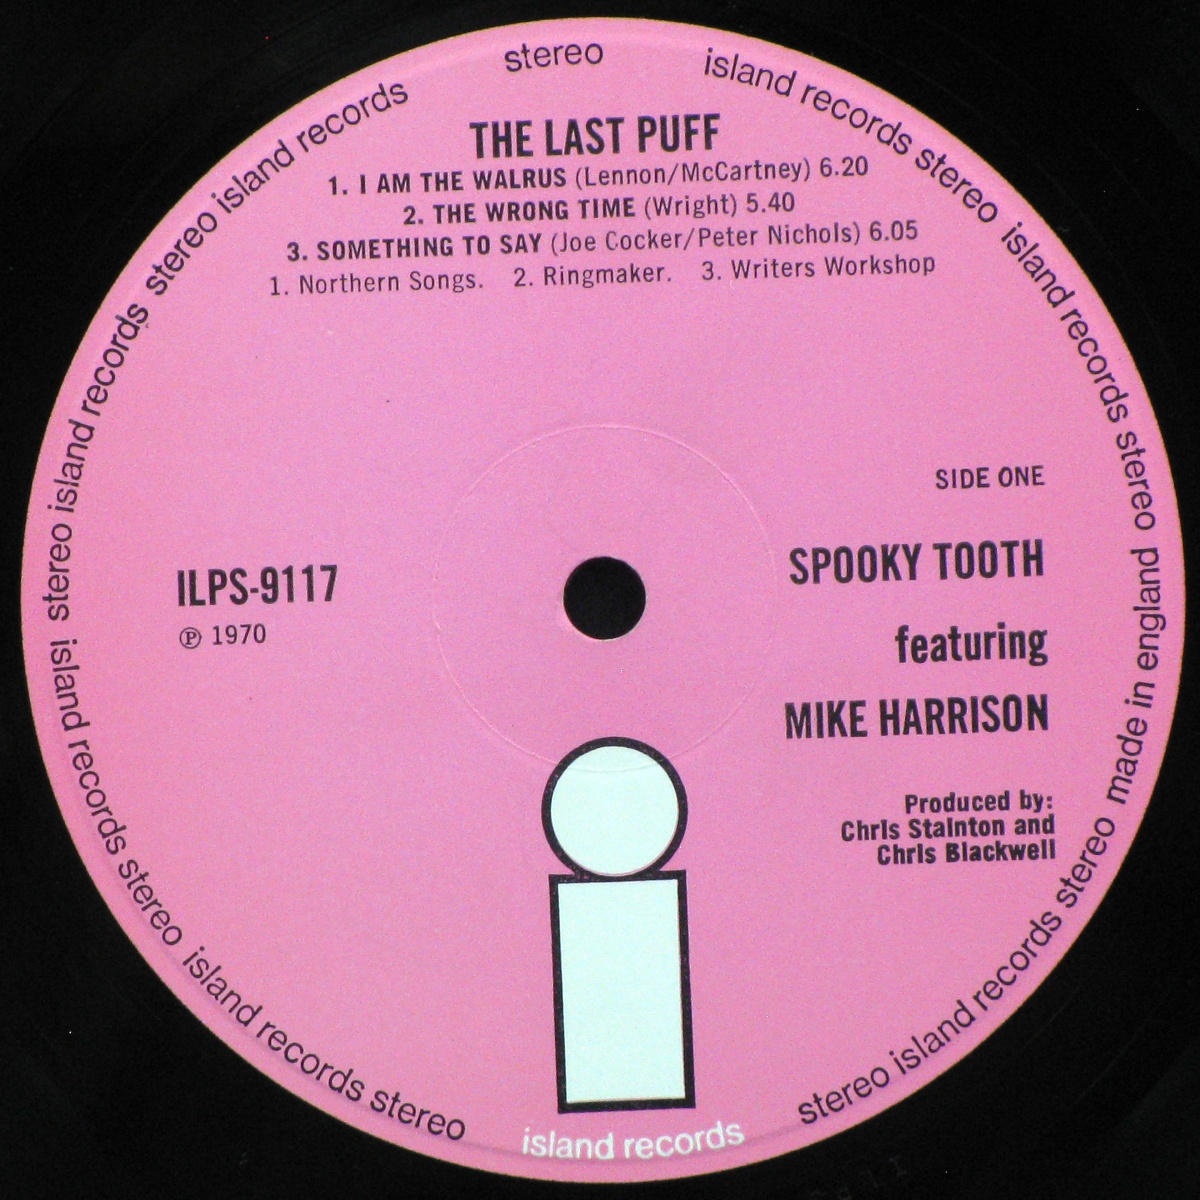 stereo island records stereo island records stereo made in england
stereo island records stereo island records stereo island records
island records stereo island records stereo
stereo island records
THE LAST PUFF
1. I AM THE WALRUS (Lennon/McCartney) 6.20
2. THE WRONG TIME (Wright) 5.40
3. SOMETHING TO SAY (Joe Cocker/Peter Nichols) 6.05
1. Northern Songs. 2. Ringmaker. 3. Writers Workshop
SIDE ONE
ILPS-9117
℗ 1970
SPOOKY TOOTH
featuring
MIKE HARRISON
Produced by:
Chris Stainton and
Chris Blackwell
i
island records